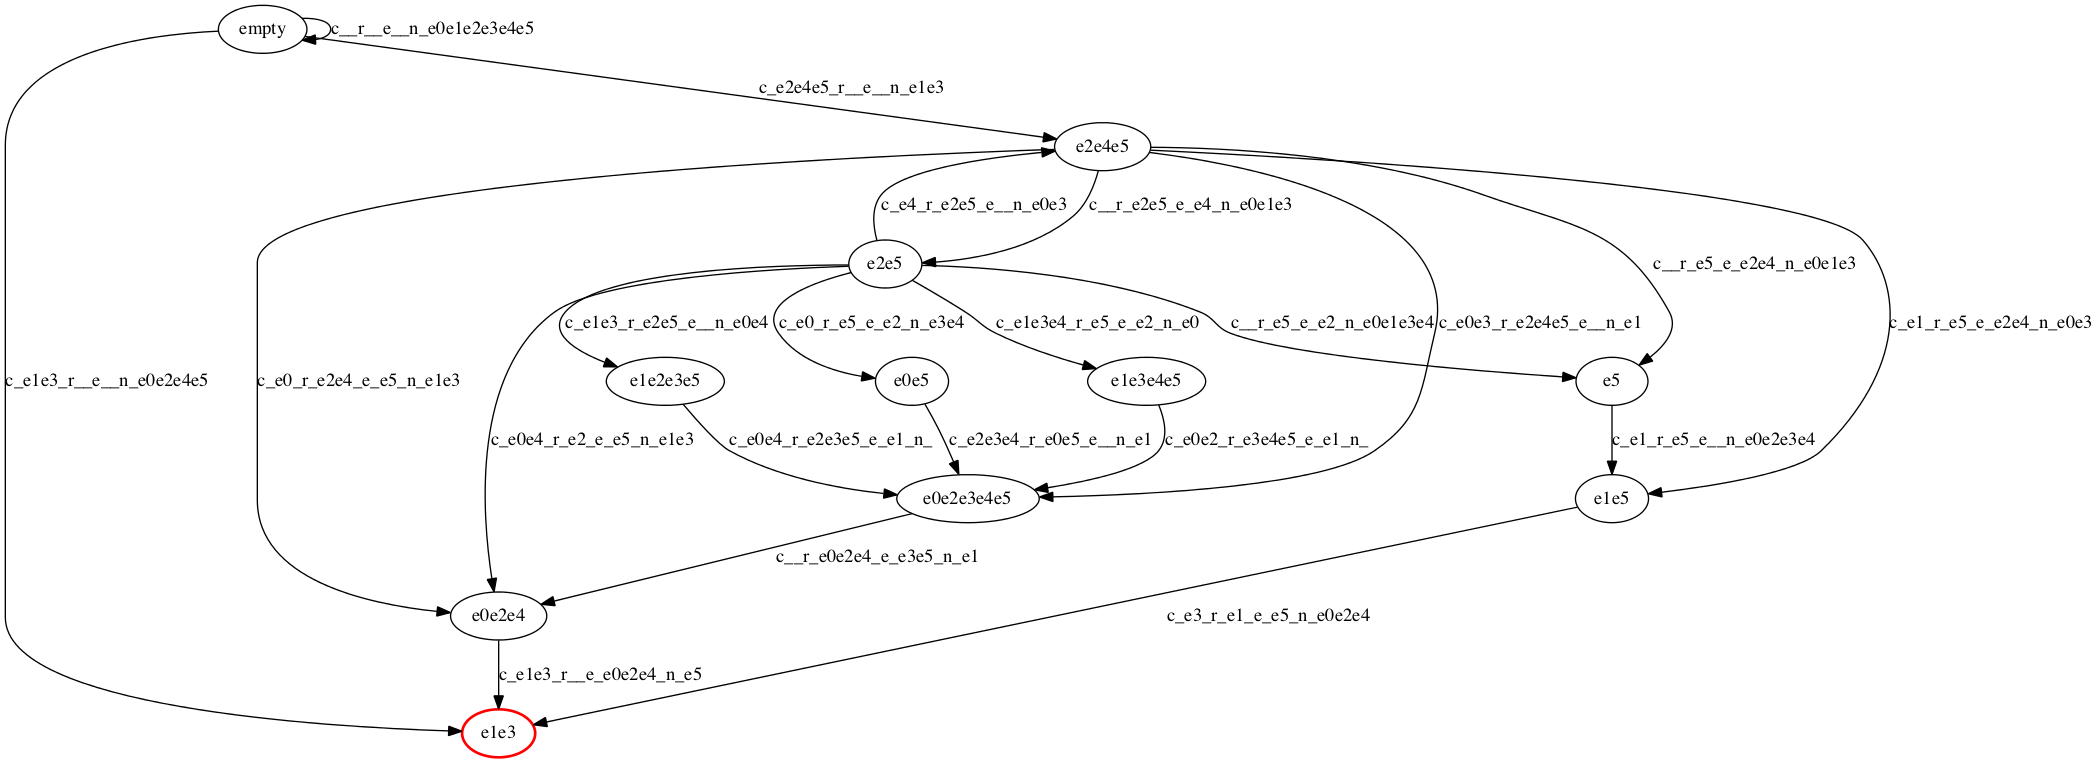 empty
c__r__e__n_e0e1e2e3e4e5
c_e2e4e5_r__e__n_e1e3
e2e4e5
c_e4_r_e2e5_e__n_e0e3
c__r_e2e5_e_e4_n_e0e1e3
e2e5
c__r_e5_e_e2e4_n_e0e1e3
c_e1e3_r_e2e5_e__n_e0e4
c_e0_r_e5_e_e2_n_e3e4
c_e1e3e4_r_e5_e_e2_n_e0
c__r_e5_e_e2_n_e0e1e3e4
c_e0e3_r_e2e4e5_e__n_e1
c_e1_r_e5_e_e2e4_n_e0e3
c_e1e3_r__e__n_e0e2e4e5
c_e0_r_e2e4_e_e5_n_e1e3
e1e2e3e5
e0e5
e1e3e4e5
e5
c_e0e4_r_e2_e_e5_n_e1e3
c_e0e4_r_e2e3e5_e_e1_n_
c_e2e3e4_r_e0e5_e__n_e1
c_e0e2_r_e3e4e5_e_e1_n_
c_e1_r_e5_e__n_e0e2e3e4
e0e2e3e4e5
e1e5
c__r_e0e2e4_e_e3e5_n_e1
e0e2e4
c_e3_r_e1_e_e5_n_e0e2e4
c_e1e3_r__e_e0e2e4_n_e5
e1e3